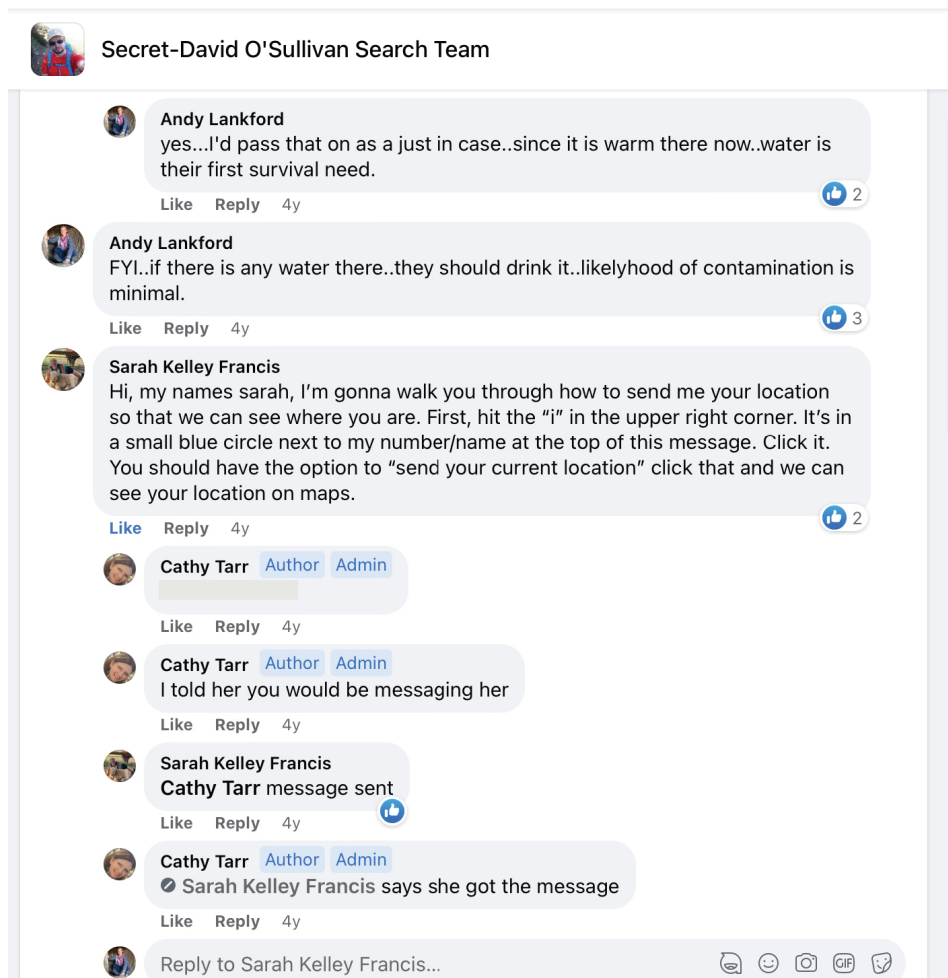 Secret-David O'Sullivan Search Team
Andy Lankford
yes...I'd pass that on as a just in case..since it is warm there now..water is
their first survival need.
2
Like Reply 4y
Andy Lankford
FYI..if there is any water there..they should drink it..likelyhood of contamination is
minimal.
3
Like Reply 4y
Sarah Kelley Francis
Hi, my names sarah, I’m gonna walk you through how to send me your location
so that we can see where you are. First, hit the “i” in the upper right corner. It’s in
a small blue circle next to my number/name at the top of this message. Click it.
You should have the option to “send your current location” click that and we can
see your location on maps.
2
Like Reply 4y
Cathy Tarr Author Admin
Like Reply 4y
Cathy Tarr Author Admin
I told her you would be messaging her
Like Reply 4y
Sarah Kelley Francis
Cathy Tarr message sent
Like Reply 4y
Cathy Tarr Author Admin
Sarah Kelley Francis says she got the message
Like Reply 4y
Reply to Sarah Kelley Francis...
GIF